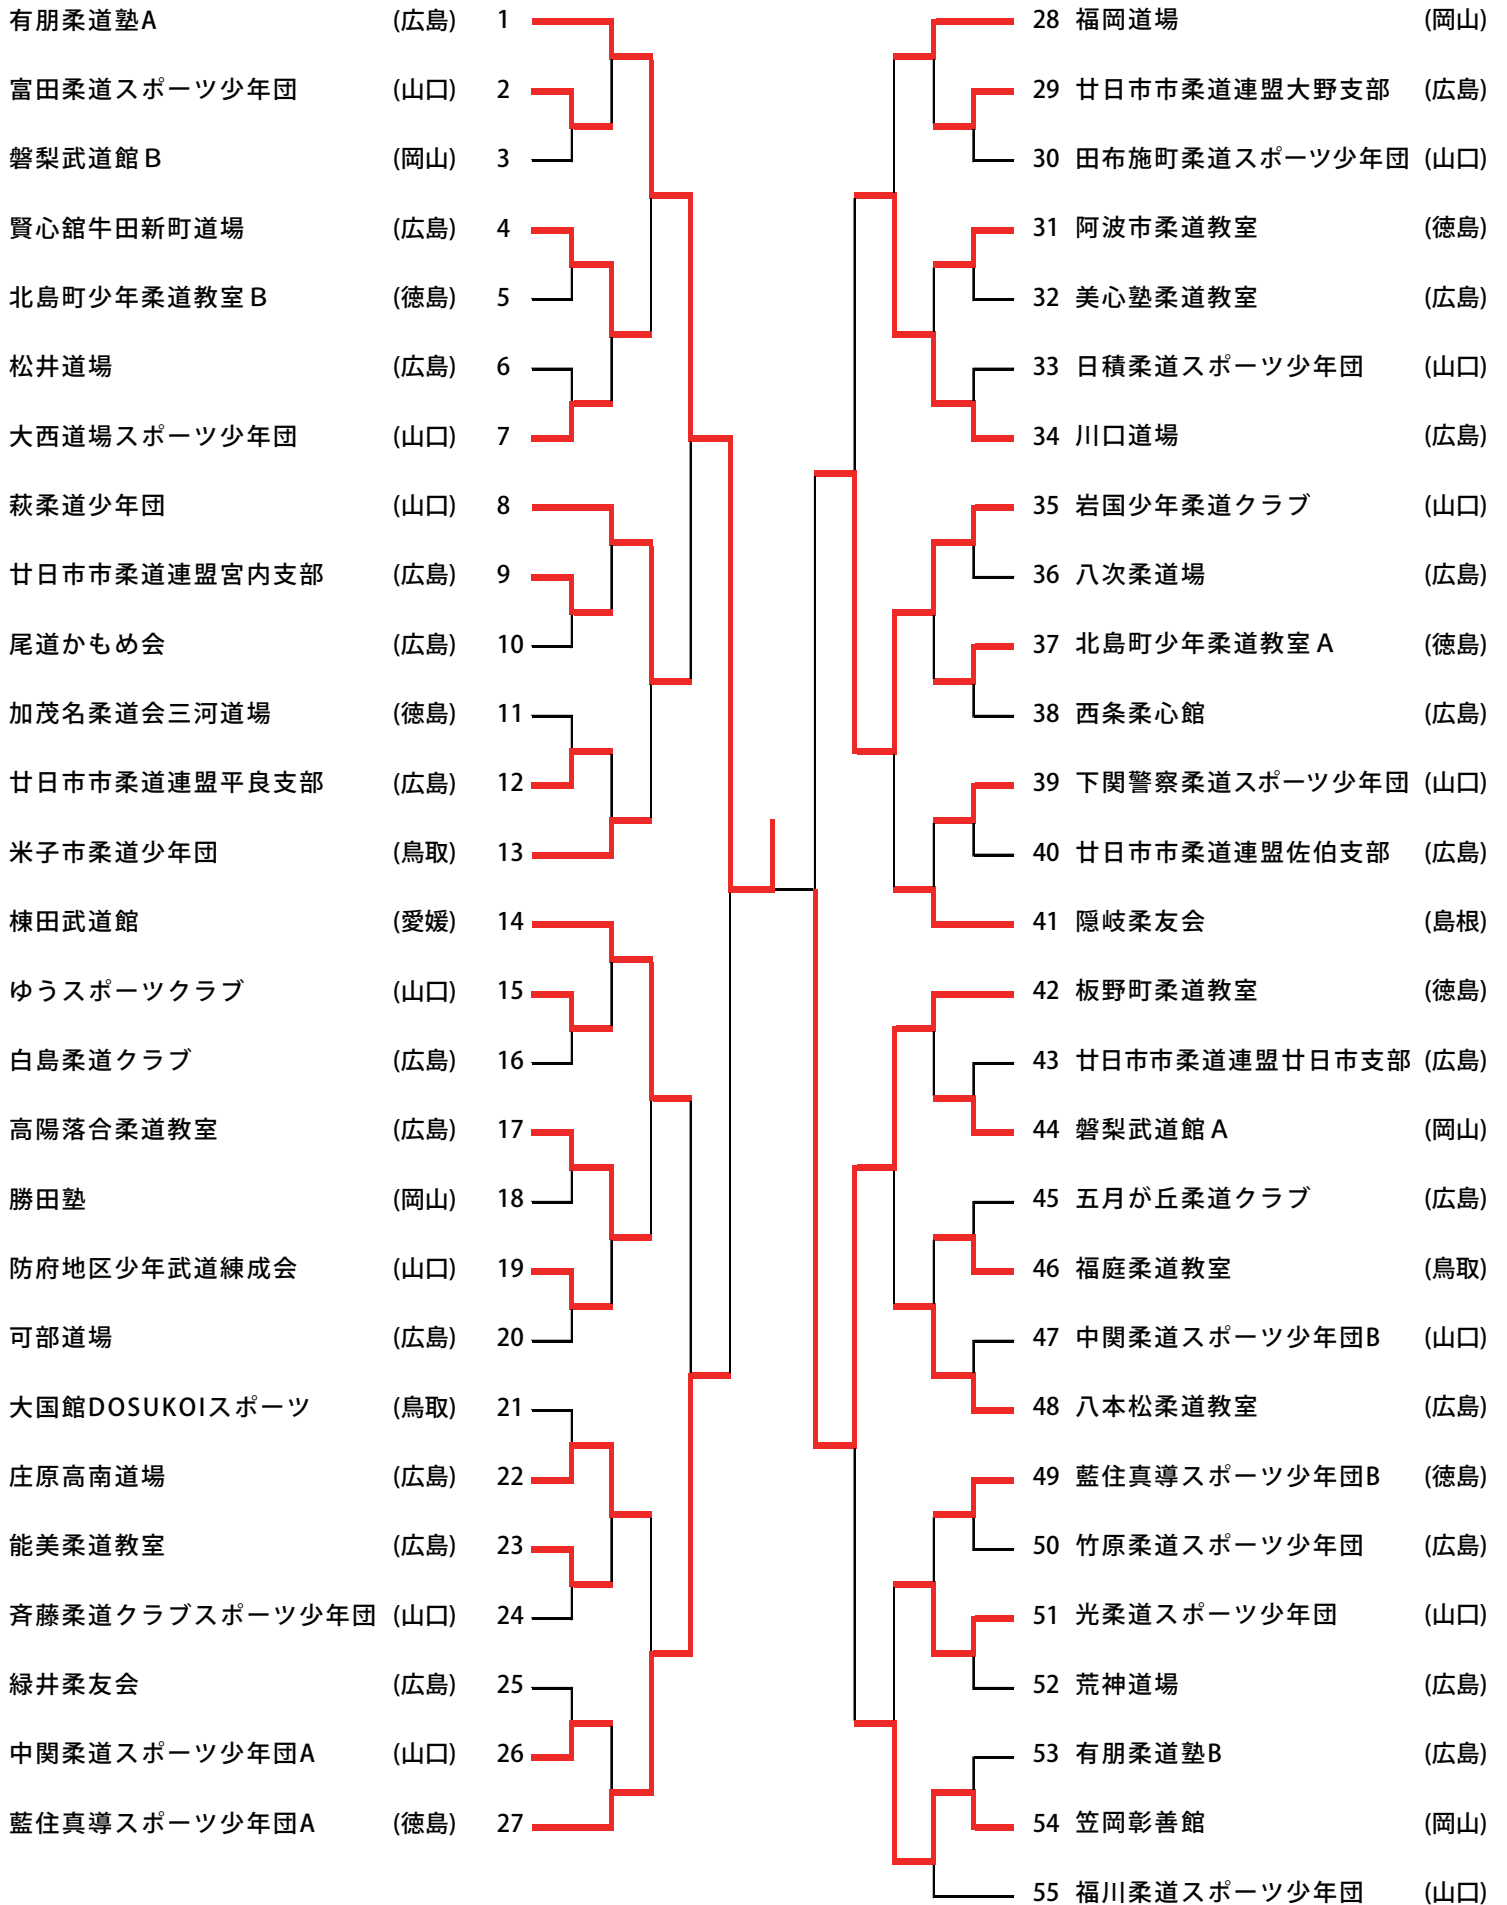 有朋柔道塾A (広島) 1
富田柔道スポーツ少年団 (山口) 2
磐梨武道館B (岡山) 3
賢心舘牛田新町道場 (広島) 4
北島町少年柔道教室B (徳島) 5
松井道場 (広島) 6
大西道場スポーツ少年団 (山口) 7
萩柔道少年団 (山口) 8
廿日市市柔道連盟宮内支部 (広島) 9
尾道かもめ会 (広島) 10
加茂名柔道会三河道場 (徳島) 11
廿日市市柔道連盟平良支部 (広島) 12
米子市柔道少年団 (鳥取) 13
棟田武道館 (愛媛) 14
ゆうスポーツクラブ (山口) 15
白島柔道クラブ (広島) 16
高陽落合柔道教室 (広島) 17
勝田塾 (岡山) 18
防府地区少年武道練成会 (山口) 19
可部道場 (広島) 20
大国館DOSUKOIスポーツ (鳥取) 21
庄原高南道場 (広島) 22
能美柔道教室 (広島) 23
斉藤柔道クラブスポーツ少年団 (山口) 24
緑井柔友会 (広島) 25
中関柔道スポーツ少年団A (山口) 26
藍住真導スポーツ少年団A (徳島) 27
28 福岡道場 (岡山)
29 廿日市市柔道連盟大野支部 (広島)
30 田布施町柔道スポーツ少年団 (山口)
31 阿波市柔道教室 (徳島)
32 美心塾柔道教室 (広島)
33 日積柔道スポーツ少年団 (山口)
34 川口道場 (広島)
35 岩国少年柔道クラブ (山口)
36 八次柔道場 (広島)
37 北島町少年柔道教室A (徳島)
38 西条柔心館 (広島)
39 下関警察柔道スポーツ少年団 (山口)
40 廿日市市柔道連盟佐伯支部 (広島)
41 隠岐柔友会 (島根)
42 板野町柔道教室 (徳島)
43 廿日市市柔道連盟廿日市支部 (広島)
44 磐梨武道館A (岡山)
45 五月が丘柔道クラブ (広島)
46 福庭柔道教室 (鳥取)
47 中関柔道スポーツ少年団B (山口)
48 八本松柔道教室 (広島)
49 藍住真導スポーツ少年団B (徳島)
50 竹原柔道スポーツ少年団 (広島)
51 光柔道スポーツ少年団 (山口)
52 荒神道場 (広島)
53 有朋柔道塾B (広島)
54 笠岡彰善館 (岡山)
55 福川柔道スポーツ少年団 (山口)